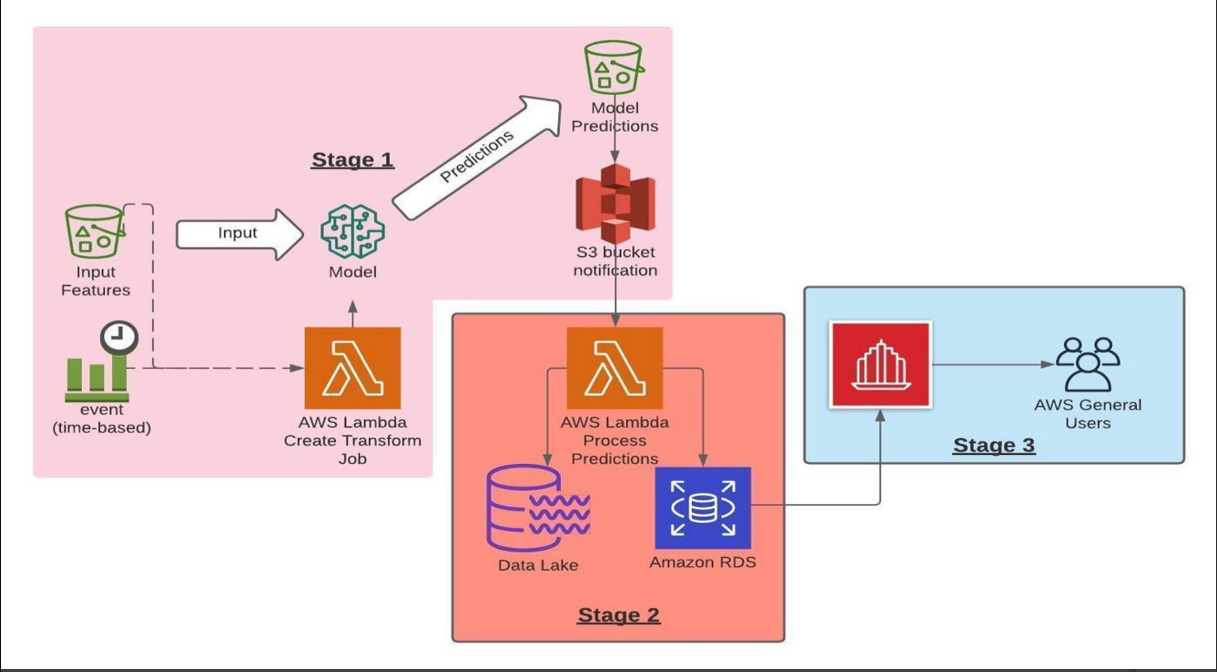 Stage 1
Input
Features
Input
Model
Predictions
Model
Predictions
S3 bucket
notification
event
(time-based)
AWS Lambda
Create Transform
Job
AWS Lambda
Process
Predictions
Data Lake
Amazon RDS
Stage 2
AWS General
Users
Stage 3